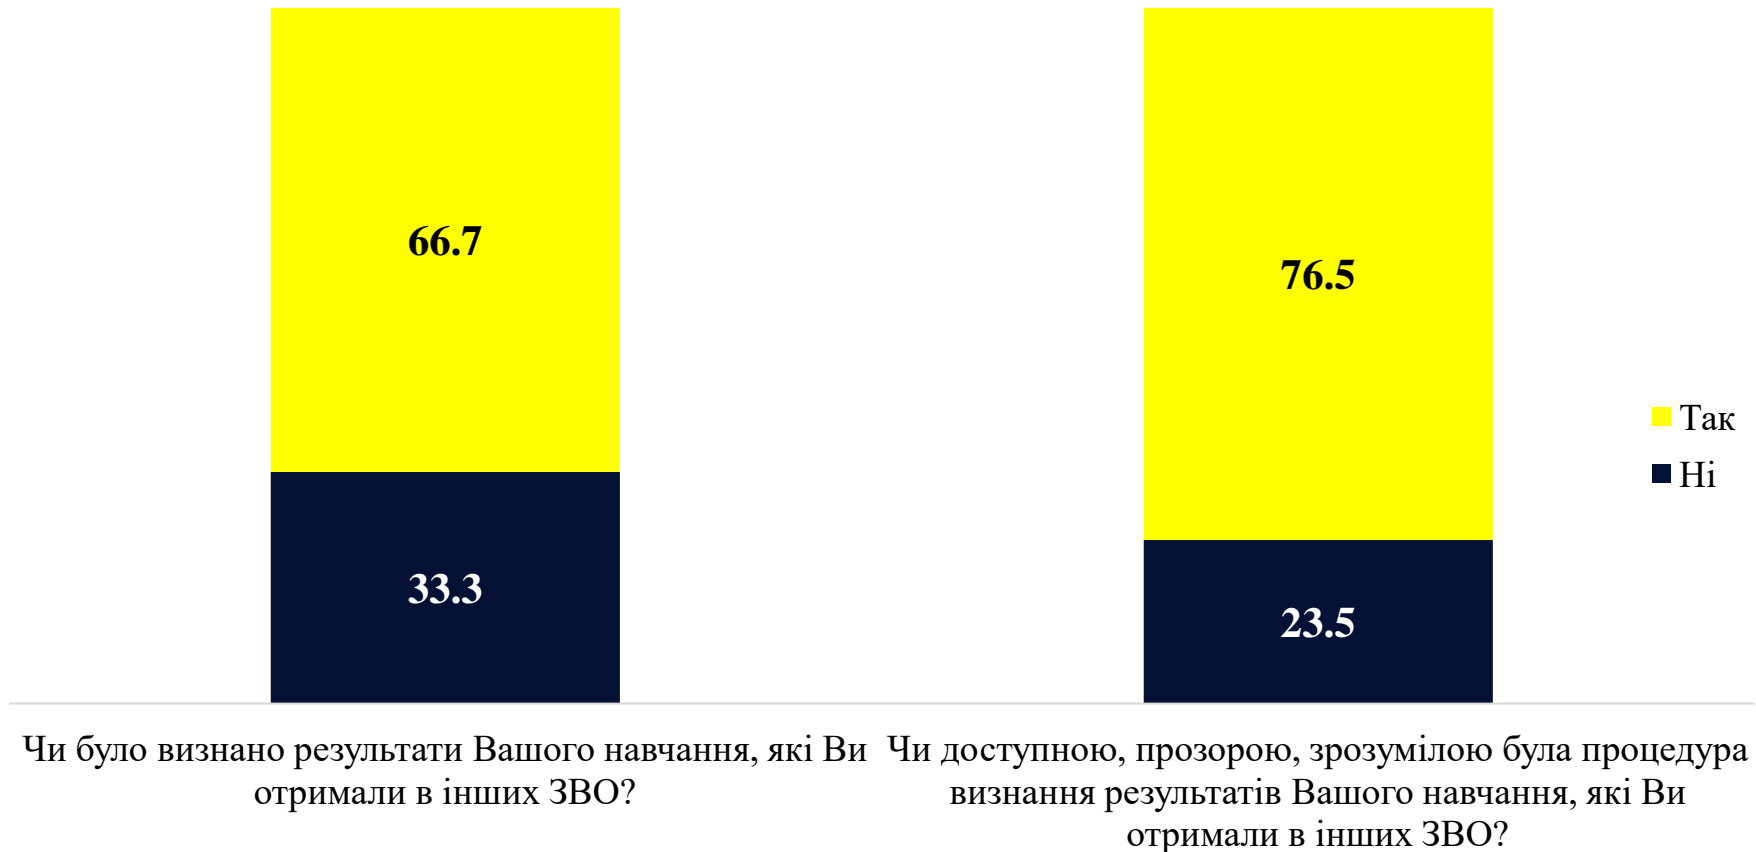 66.7
76.5
33.3
23.5
Так
Ні
Чи було визнано результати Вашого навчання, які Ви
отримали в інших ЗВО?
Чи доступною, прозорою, зрозумілою була процедура
визнання результатів Вашого навчання, які Ви
отримали в інших ЗВО?